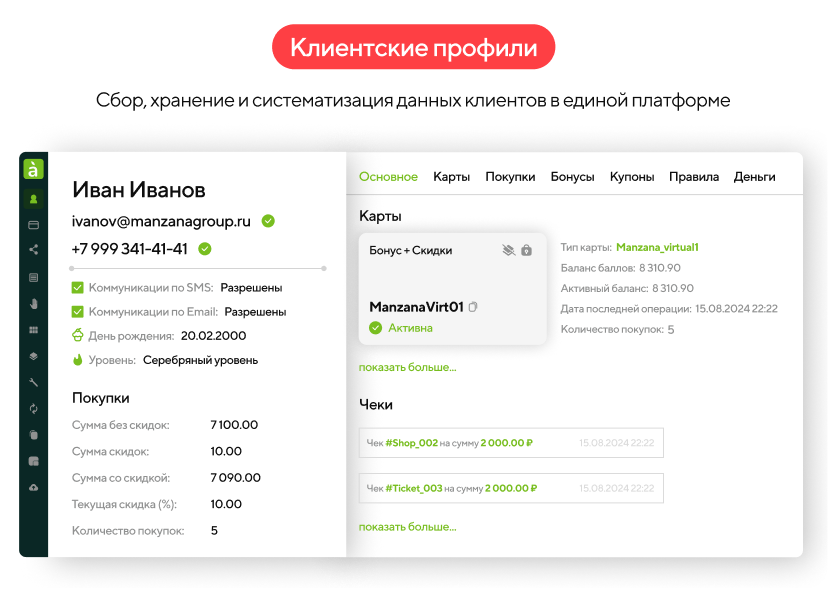 Клиентские профили
Сбор, хранение и систематизация данных клиентов в единой платформе
à
Иван Иванов
ivanov@manzanagroup.ru
+7 999 341-41-41
Коммуникации по SMS: Разрешены
Коммуникации по Email: Разрешены
День рождения: 20.02.2000
Уровень: Серебряный уровень
Покупки
Сумма без скидок: 7 100.00
Сумма скидок: 10.00
Сумма со скидкой: 7 090.00
Текущая скидка (%): 10.00
Количество покупок: 5
Основное Карты Покупки Бонусы Купоны Правила Деньги
Карты
Бонус + Скидки
ManzanaVirt01
Активна
Тип карты: Manzana_virtual1
Баланс баллов: 8 310.90
Активный баланс: 8 310.90
Дата последней операции: 15.08.2024 22:22
Количество покупок: 5
показать больше...
Чеки
Чек #Shop_002 на сумму 2 000.00 ₽ 15.08.2024 22:22
Чек #Ticket_003 на сумму 2 000.00 ₽ 15.08.2024 22:22
показать больше...